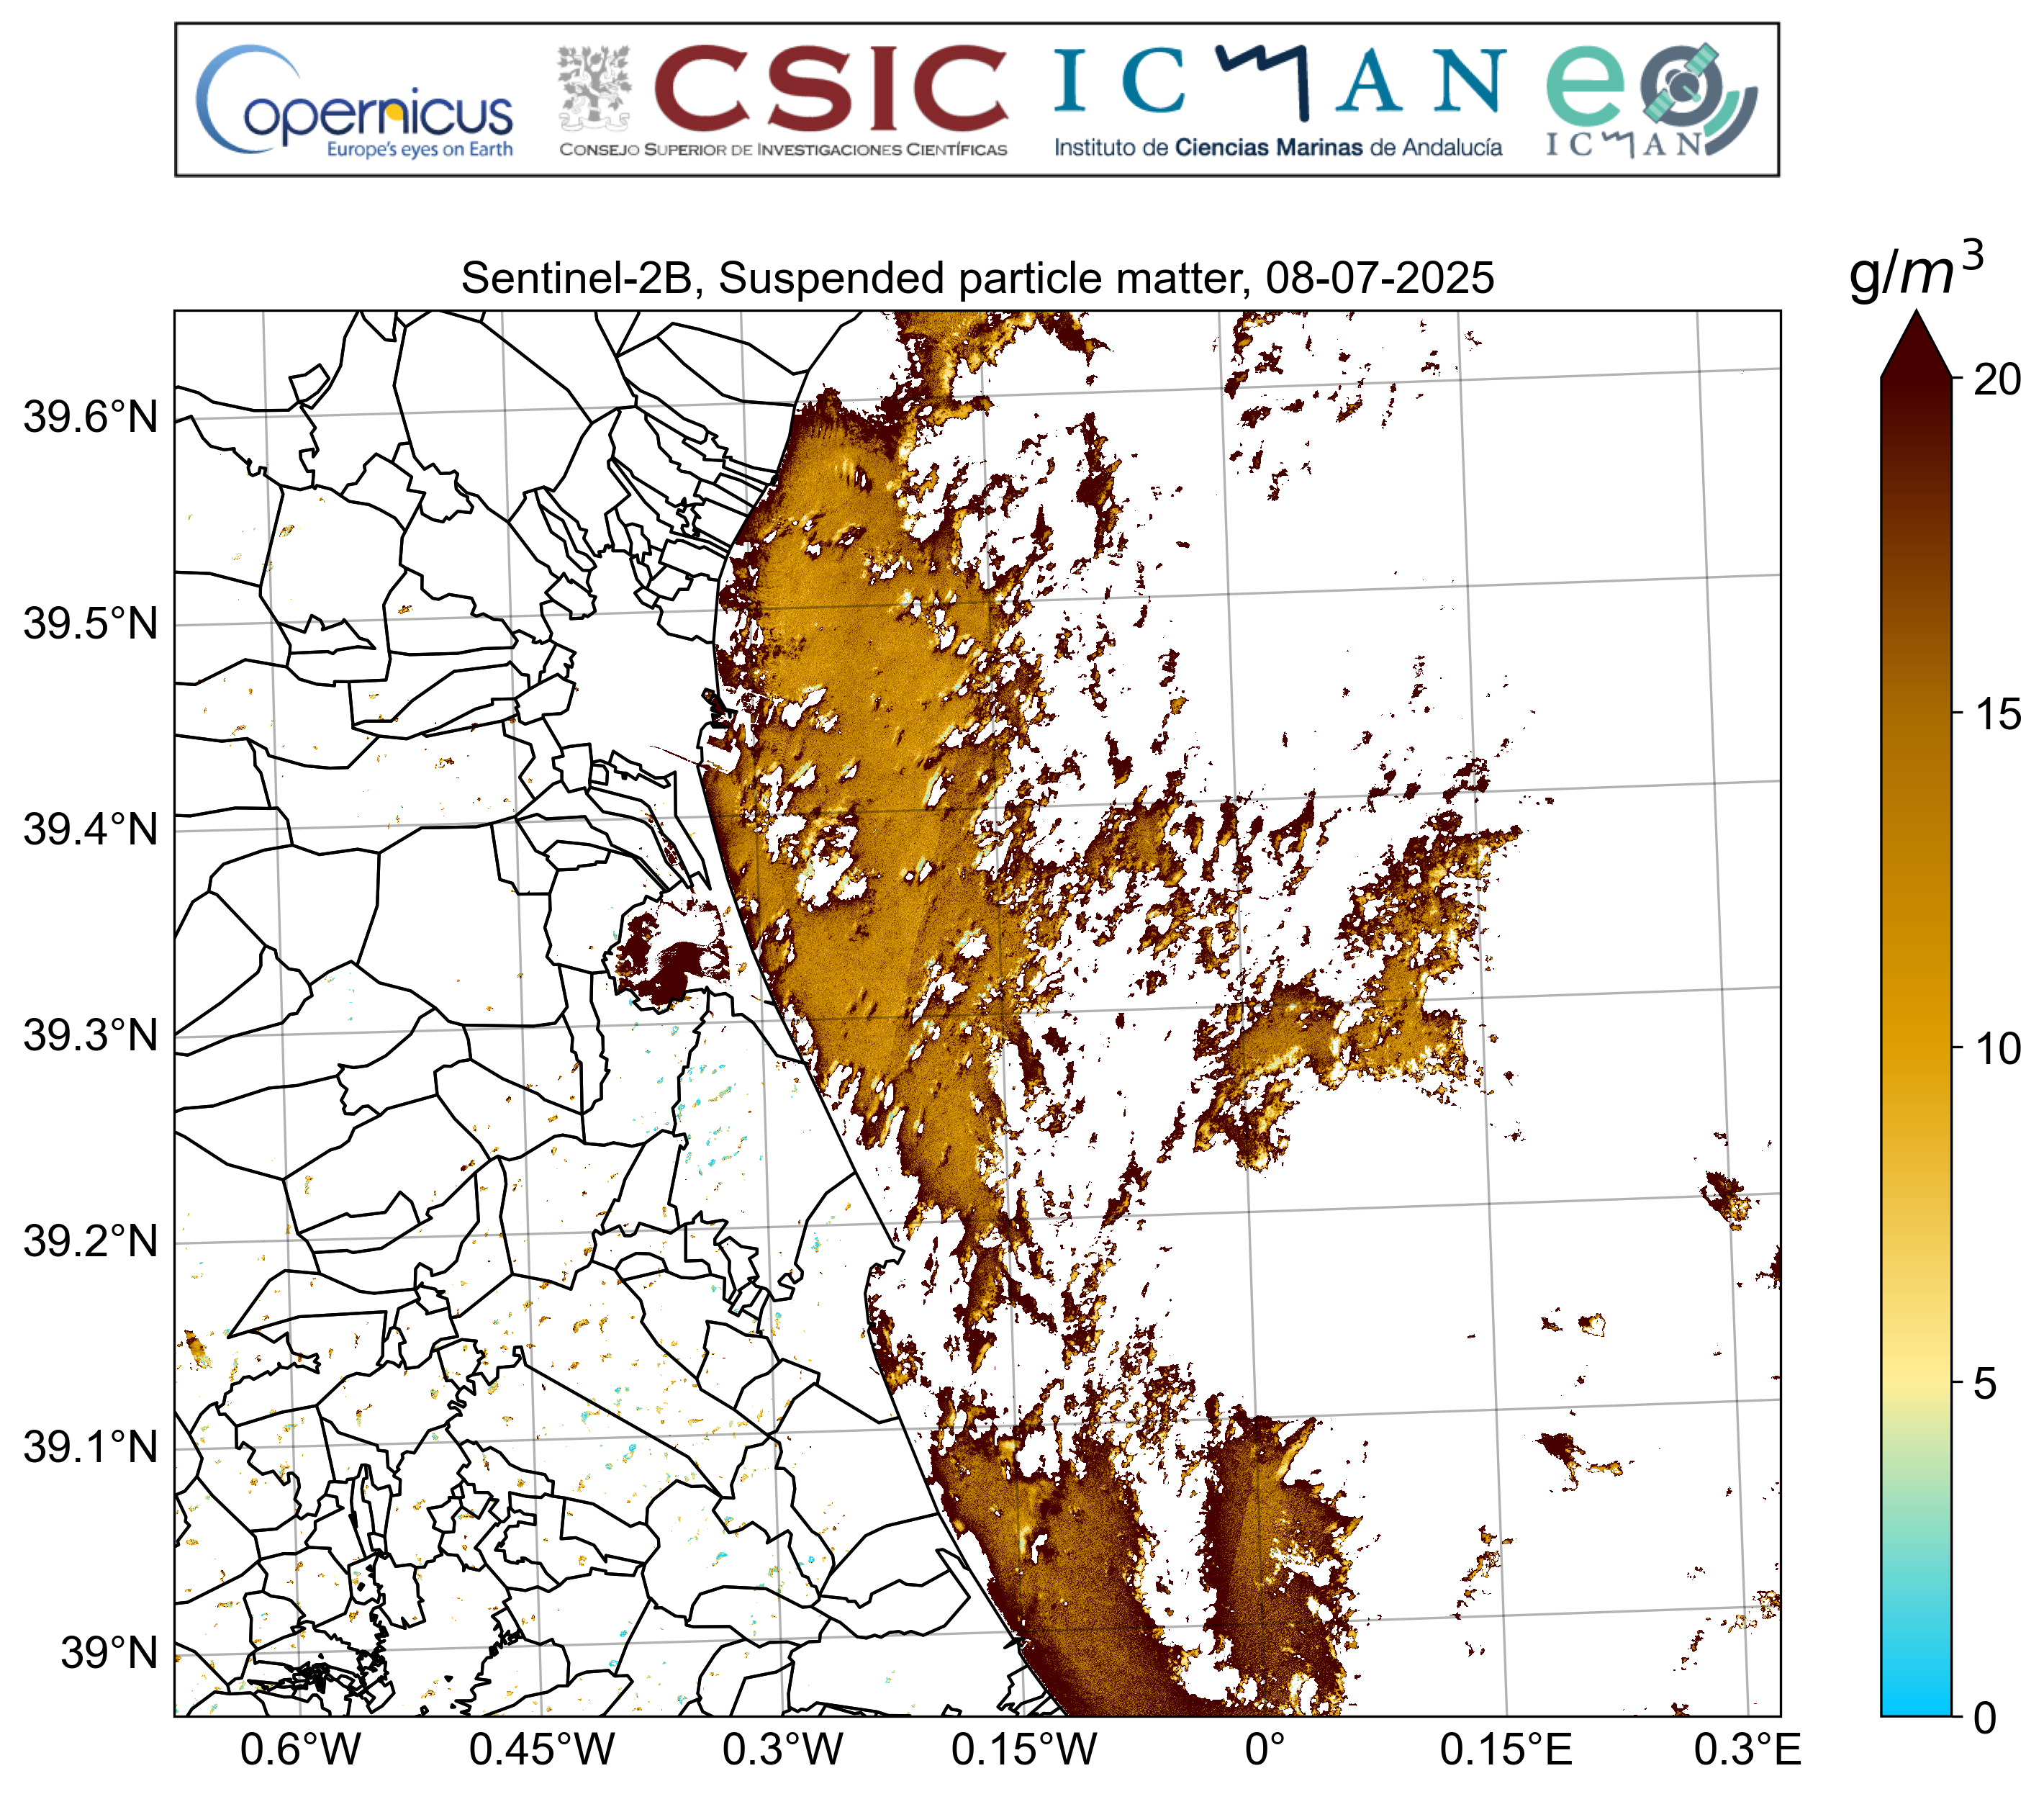 Copernicus
Europe's eyes on Earth
CSIC
CONSEJO SUPERIOR DE INVESTIGACIONES CIENTÍFICAS
ICMAN
Instituto de Ciencias Marinas de Andalucía
eo
ICMAN
Sentinel-2B, Suspended particle matter, 08-07-2025
g/m³
39.6°N
39.5°N
39.4°N
39.3°N
39.2°N
39.1°N
39°N
0.6°W 0.45°W 0.3°W 0.15°W 0° 0.15°E 0.3°E
20
15
10
5
0